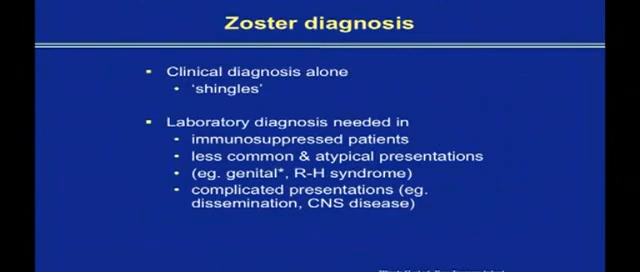 Zoster diagnosis
Clinical diagnosis alone
'shingles'
Laboratory diagnosis needed in
immunosuppressed patients
less common & atypical presentations
(eg. genital*, R-H syndrome)
complicated presentations (eg.
dissemination, CNS disease)